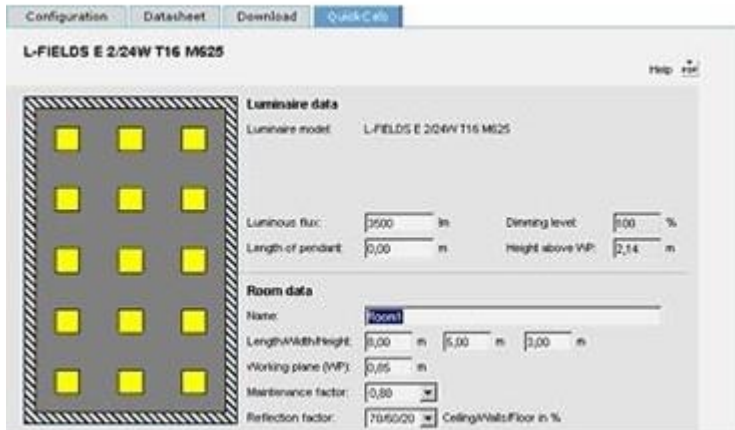 Configuration Datasheet Download QuickCalc
L-FIELDS E 2/24W T16 M625
Help PDF
Luminaire data
Luminaire model: L-FIELDS E 2/24W T16 M625
Luminous flux: 3500 lm Dimming level: 100 %
Length of pendant: 0,00 m Height above WP: 2,14 m
Room data
Name: Room1
Length/Width/Height: 8,00 m 5,00 m 3,00 m
Working plane (WP): 0,85 m
Maintenance factor: 0,80
Reflection factor: 70/60/20 Ceiling/Walls/Floor in %